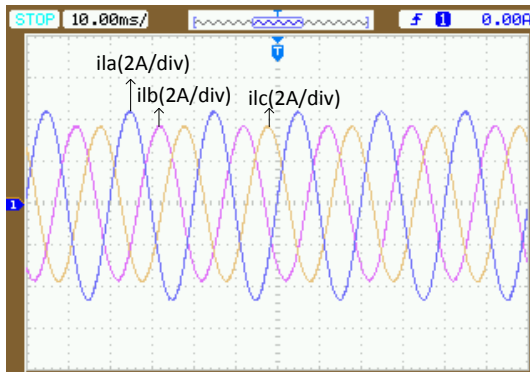 STOP 10.00ms/ T ƒ 1 0.00A
T
ila(2A/div)
ilb(2A/div) ilc(2A/div)
1